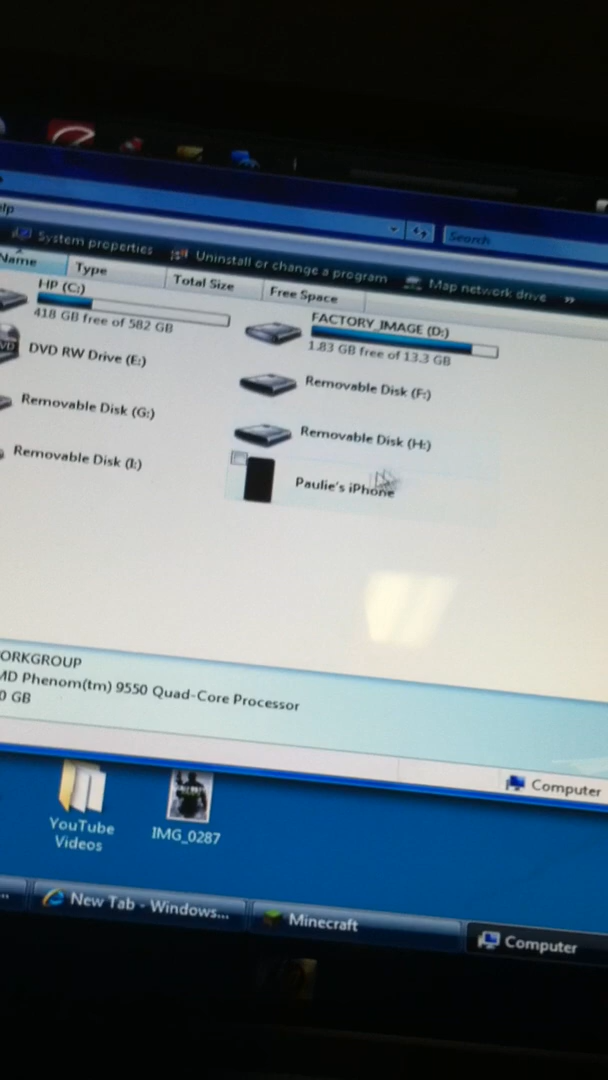 Search
System properties Uninstall or change a program Map network drive »
Name Type Total Size Free Space
HP (C:)
418 GB free of 582 GB
FACTORY_IMAGE (D:)
1.83 GB free of 13.3 GB
DVD RW Drive (E:)
Removable Disk (F:)
Removable Disk (G:)
Removable Disk (H:)
Removable Disk (I:)
Paulie's iPhone
ORKGROUP
MD Phenom(tm) 9550 Quad-Core Processor
0 GB
Computer
YouTube
Videos
IMG_0287
... New Tab - Windows... Minecraft Computer